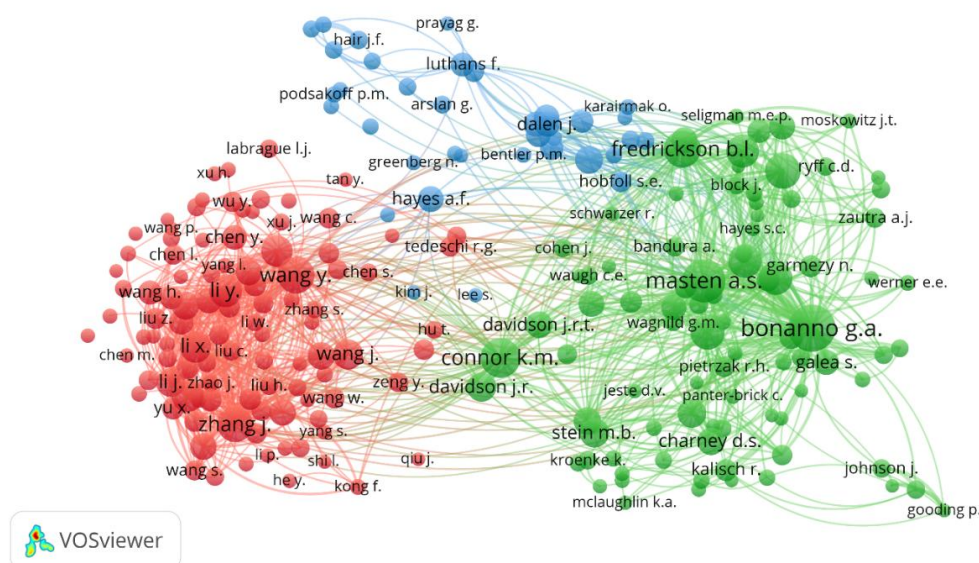 prayag g.
hair j.f.
luthans f.
podsakoff p.m.
arslan g.
karairmak o.
seligman m.e.p.
moskowitz j.t.
dalen j.
labrague l.j.
bentler p.m.
fredrickson b.l.
greenberg n.
ryff c.d.
xu h.
tan y.
hobfoll s.e.
block j.
wu y.
hayes a.f.
xu j.
wang c.
schwarzer r.
zautra a.j.
wang p.
chen y.
hayes s.c.
tedeschi r.g.
cohen j.
bandura a.
chen l.
yang i.
wang y.
chen s.
waugh c.e.
garmezy n.
masten a.s.
werner e.e.
wang h.
li y.
kim j.
lee s.
liu z.
li w.
zhang s.
hu t.
davidson j.r.t.
wagnild g.m.
bonanno g.a.
chen m.
li x.
liu c.
wang j.
connor k.m.
pietrzak r.h.
galea s.
li j.
zhao j.
liu h.
zeng y.
davidson j.r.
jeste d.v.
panter-brick c.
yu x.
wang w.
zhang j.
yang s.
stein m.b.
charney d.s.
li p.
shi l.
qiu j.
kroenke k.
wang s.
he y.
kong f.
kalisch r.
johnson j.
mclaughlin k.a.
gooding p.
VOSviewer